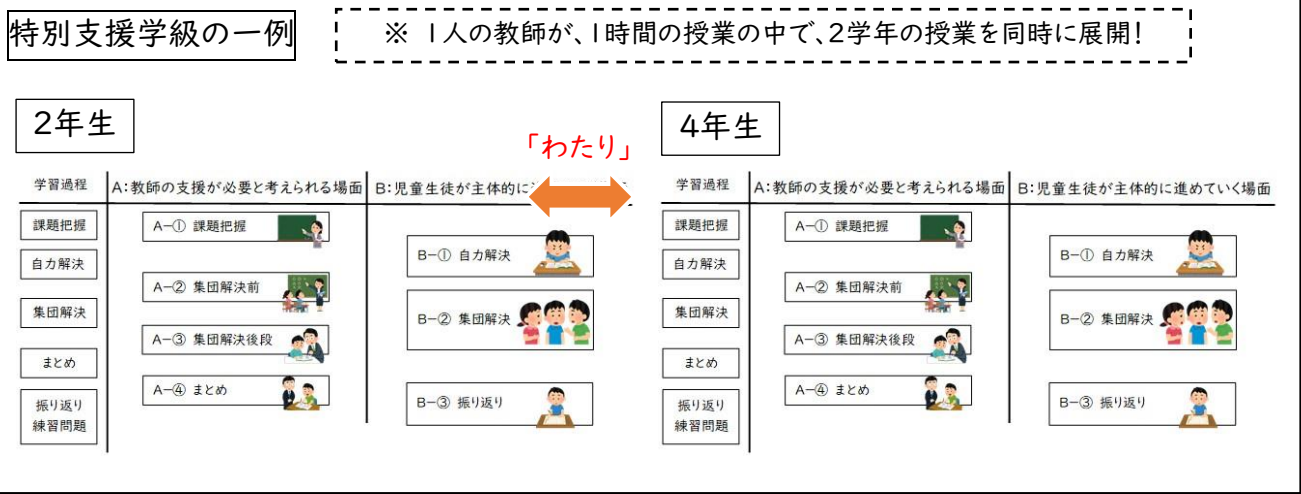 特別支援学級の一例
※ 1人の教師が、1時間の授業の中で、2学年の授業を同時に展開!
2年生
「わたり」
学習過程
A:教師の支援が必要と考えられる場面
B:児童生徒が主体的に
課題把握
A-① 課題把握
自力解決
B-① 自力解決
A-② 集団解決前
集団解決
B-② 集団解決
A-③ 集団解決後段
まとめ
A-④ まとめ
振り返り
練習問題
B-③ 振り返り
4年生
学習過程
A:教師の支援が必要と考えられる場面
B:児童生徒が主体的に進めていく場面
課題把握
A-① 課題把握
自力解決
B-① 自力解決
A-② 集団解決前
集団解決
B-② 集団解決
A-③ 集団解決後段
まとめ
A-④ まとめ
振り返り
練習問題
B-③ 振り返り